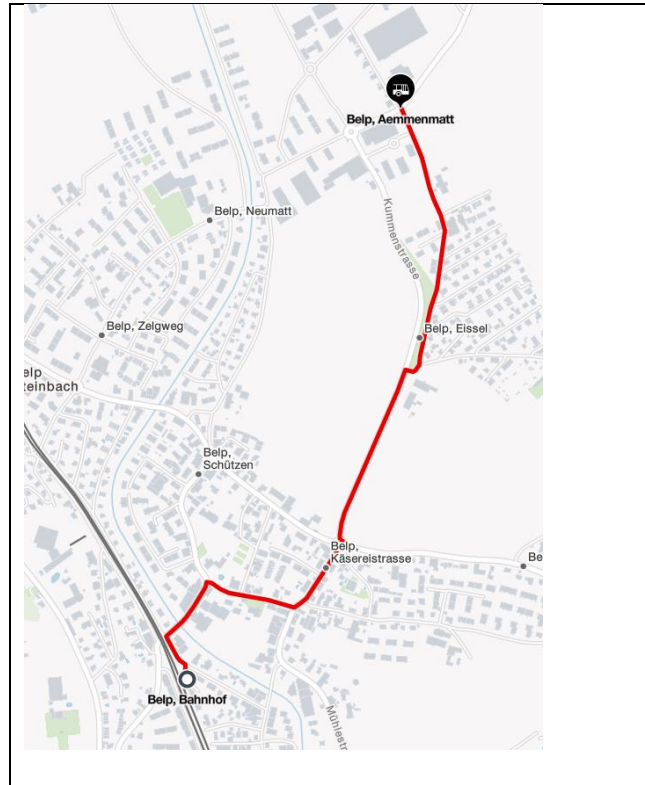 Belp, Aemmenmatt
Belp, Neumatt
Kummenstrasse
Belp, Zelgweg
Belp, Eissel
elp
teinbach
Belp,
Schützen
Belp,
Käsereistrasse
Be
Belp, Bahnhof
Mühlestr